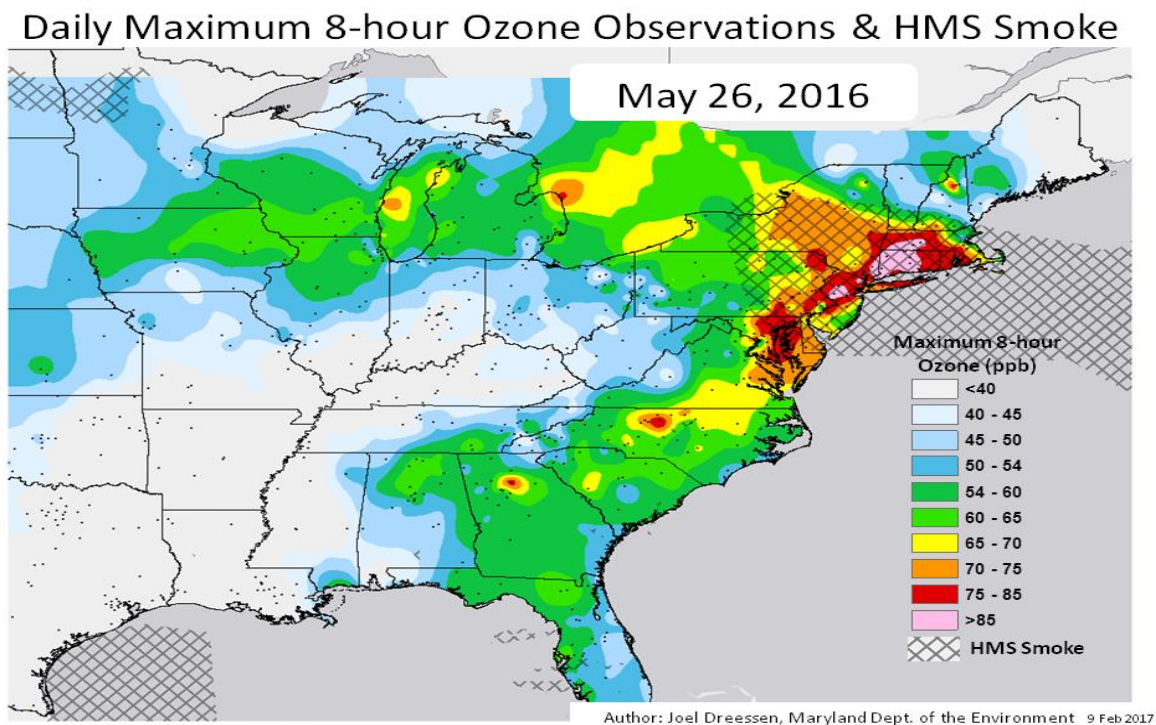 Daily Maximum 8-hour Ozone Observations & HMS Smoke
May 26, 2016
Maximum 8-hour
Ozone (ppb)
<40
40 - 45
45 - 50
50 - 54
54 - 60
60 - 65
65 - 70
70 - 75
75 - 85
>85
HMS Smoke
Author: Joel Dreessen, Maryland Dept. of the Environment 9 Feb 2017